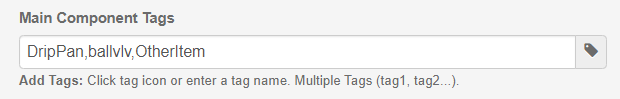 Main Component Tags
DripPan,ballvlv,OtherItem
Add Tags: Click tag icon or enter a tag name. Multiple Tags (tag1, tag2...).